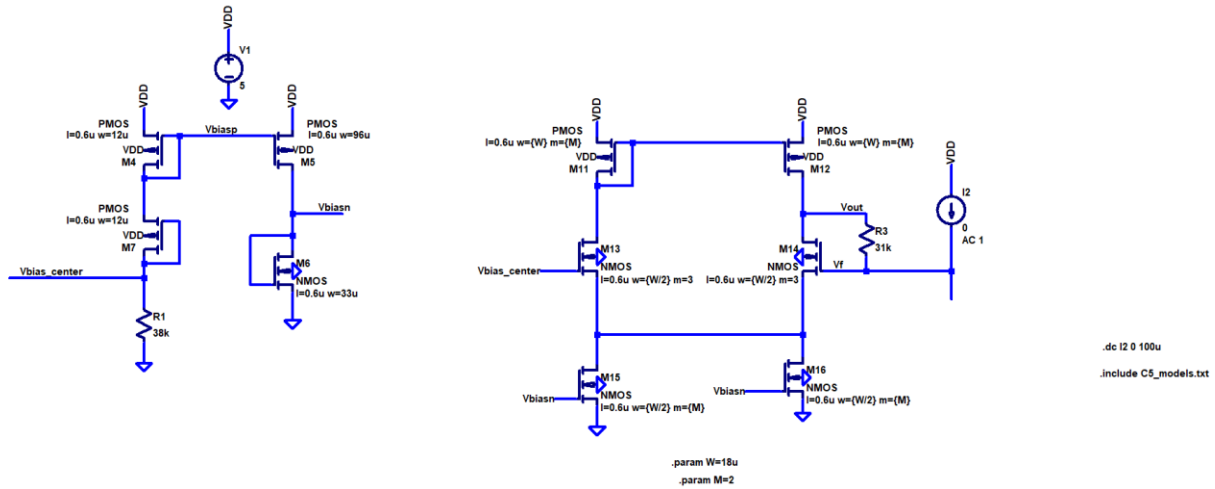 VDD
V1
5
VDD
VDD
PMOS
l=0.6u w=12u
VDD
M4
Vbiasp
PMOS
l=0.6u w=96u
VDD
M5
PMOS
l=0.6u w=12u
VDD
M7
Vbiasn
Vbias_center
M6
NMOS
l=0.6u w=33u
R1
38k
VDD
VDD
PMOS
l=0.6u w={W} m={M}
VDD
M11
PMOS
l=0.6u w={W} m={M}
VDD
M12
VDD
I2
0
AC 1
Vout
R3
31k
M13
NMOS
l=0.6u w={W/2} m=3
Vbias_center
M14
NMOS
l=0.6u w={W/2} m=3
Vf
M15
NMOS
l=0.6u w={W/2} m={M}
Vbiasn
M16
NMOS
l=0.6u w={W/2} m={M}
Vbiasn
.dc I2 0 100u
.include C5_models.txt
.param W=18u
.param M=2